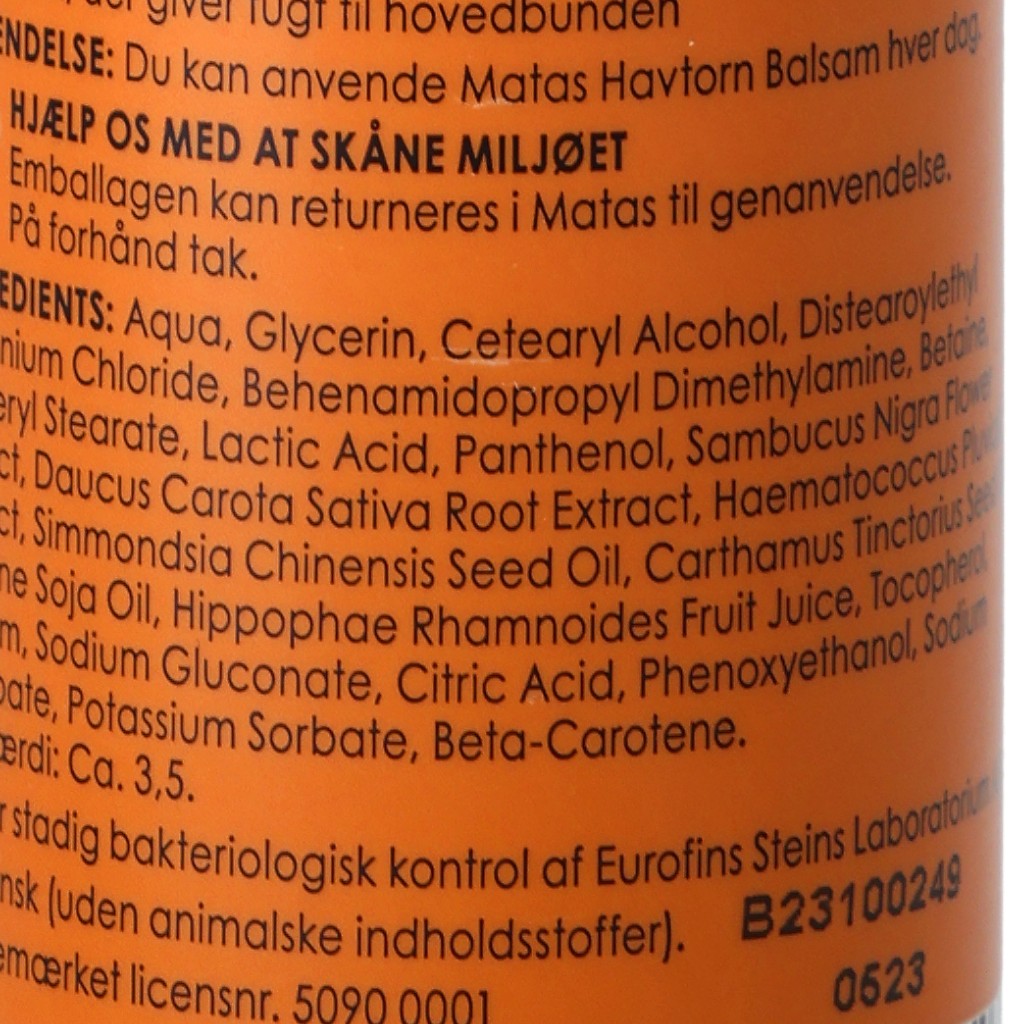 giver fugt til hovedbunden
ENDELSE: Du kan anvende Matas Havtorn Balsam hver dag.
HJÆLP OS MED AT SKÅNE MILJØET
Emballagen kan returneres i Matas til genanvendelse.
På forhånd tak.
EDIENTS: Aqua, Glycerin, Cetearyl Alcohol, Distearoylethyl
nium Chloride, Behenamidopropyl Dimethylamine, Betaine,
eryl Stearate, Lactic Acid, Panthenol, Sambucus Nigra Flower
ct, Daucus Carota Sativa Root Extract, Haematococcus
ct, Simmondsia Chinensis Seed Oil, Carthamus Tinctorius Seed
ne Soja Oil, Hippophae Rhamnoides Fruit Juice, Tocopherol,
m, Sodium Gluconate, Citric Acid, Phenoxyethanol, Sodium
oate, Potassium Sorbate, Beta-Carotene.
ærdi: Ca. 3,5.
r stadig bakteriologisk kontrol af Eurofins Steins Laboratorium
nsk (uden animalske indholdsstoffer).
B23100249
emærket licensnr. 5090 0001
0623